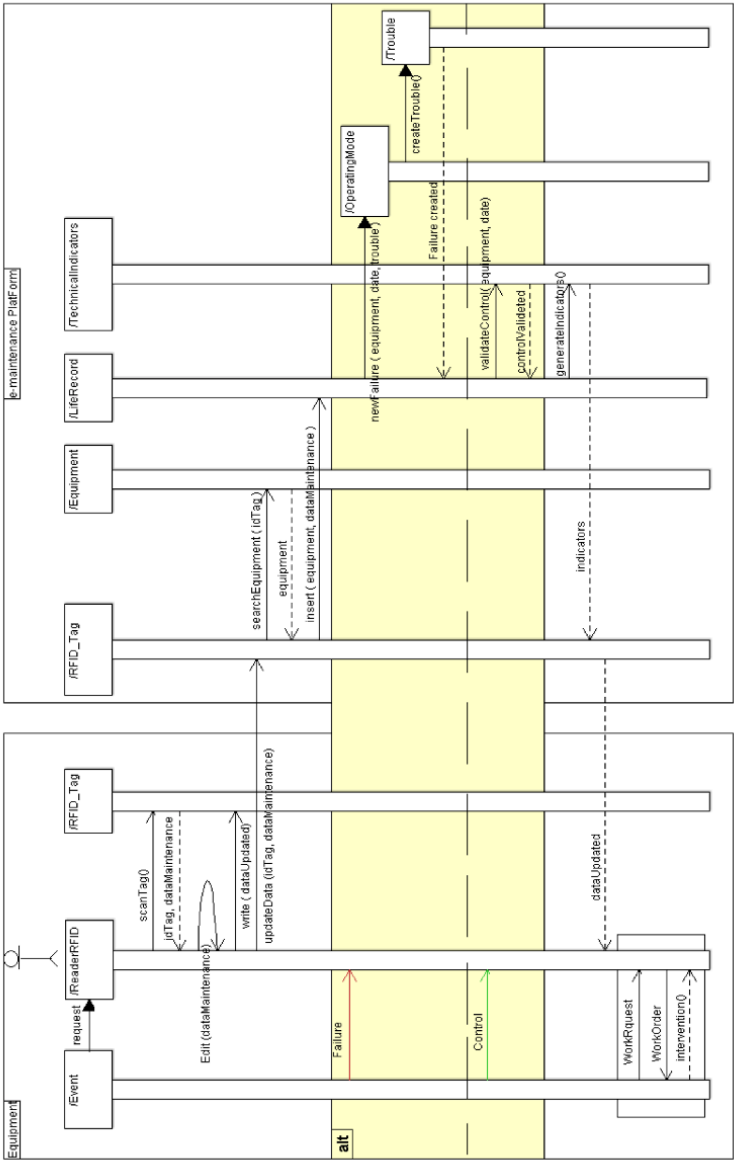 Equipment
e-maintenance PlatForm
/Event
/ReaderRFID
/RFID_Tag
/RFID_Tag
/Equipment
/LifeRecord
/TechnicalIndicators
request
scanTag()
idTag, dataMaintenance
Edit (dataMaintenance)
write ( dataUpdated)
updateData (idTag, dataMaintenance)
searchEquipment ( idTag )
equipment
insert ( equipment, dataMaintenance )
alt
Failure
newFailure ( equipment, date, trouble )
/OperatingMode
createTrouble()
/Trouble
Failure created
Control
validateControl( equipment, date)
controlValideted
generateIndicators()
indicators
dataUpdated
WorkRquest
WorkOrder
intervention()